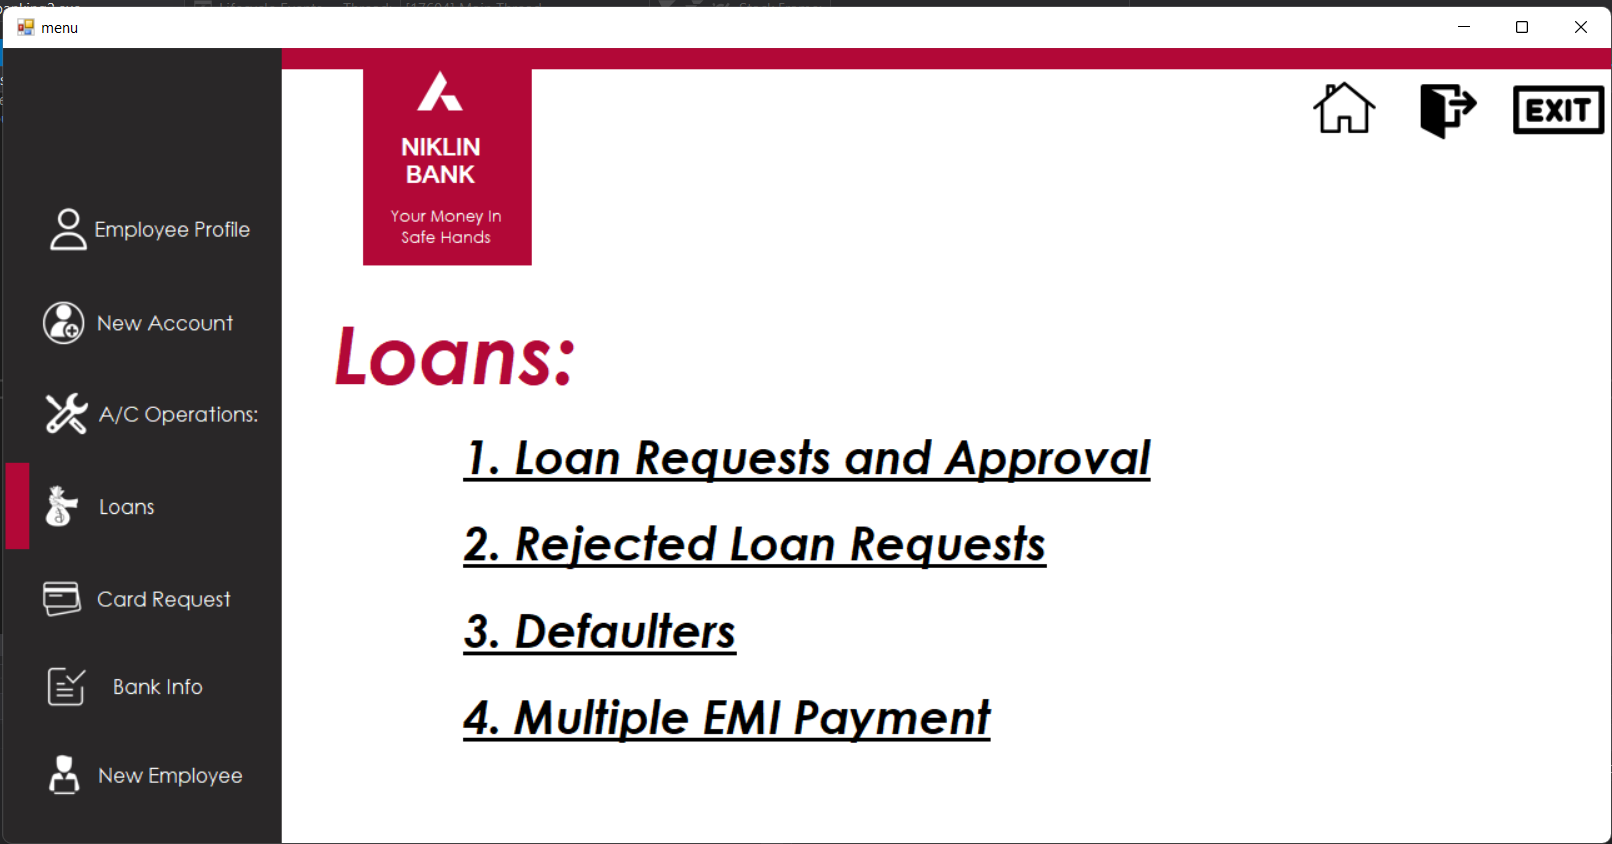 menu
NIKLIN
BANK
Your Money In
Safe Hands
EXIT
Employee Profile
New Account
A/C Operations:
Loans
Card Request
Bank Info
New Employee
Loans:
1. Loan Requests and Approval
2. Rejected Loan Requests
3. Defaulters
4. Multiple EMI Payment